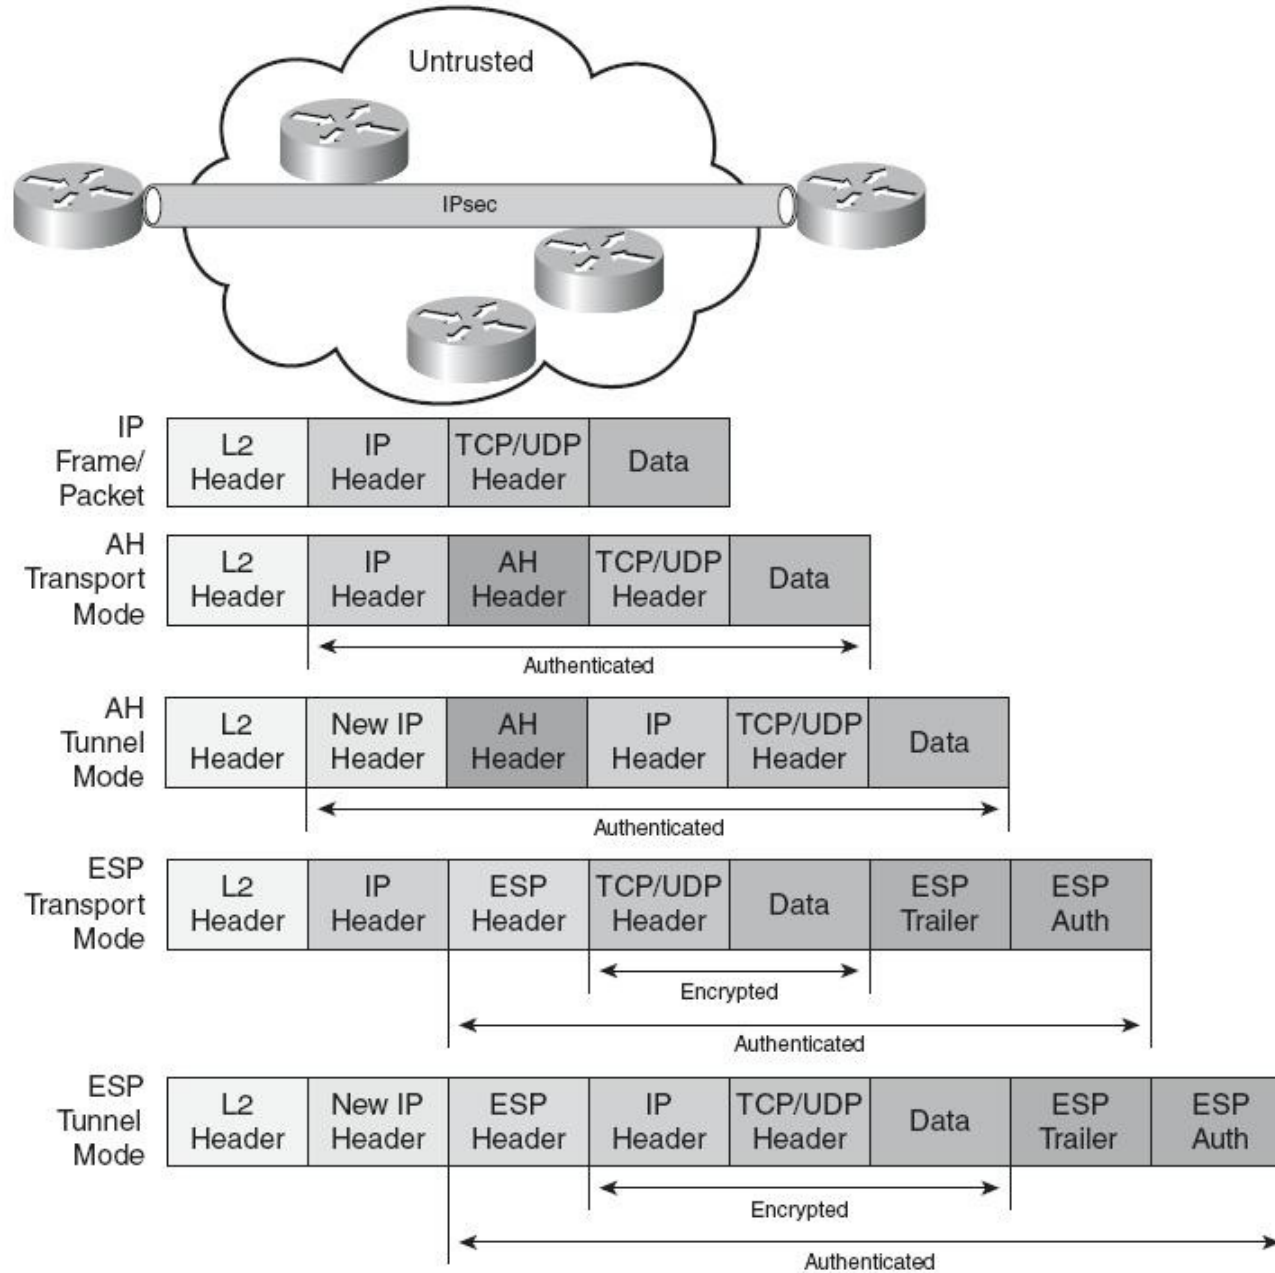 Untrusted
IPsec
IP
Frame/
Packet
L2
Header
IP
Header
TCP/UDP
Header
Data
AH
Transport
Mode
L2
Header
IP
Header
AH
Header
TCP/UDP
Header
Data
Authenticated
AH
Tunnel
Mode
L2
Header
New IP
Header
AH
Header
IP
Header
TCP/UDP
Header
Data
Authenticated
ESP
Transport
Mode
L2
Header
IP
Header
ESP
Header
TCP/UDP
Header
Data
ESP
Trailer
ESP
Auth
Encrypted
Authenticated
ESP
Tunnel
Mode
L2
Header
New IP
Header
ESP
Header
IP
Header
TCP/UDP
Header
Data
ESP
Trailer
ESP
Auth
Encrypted
Authenticated